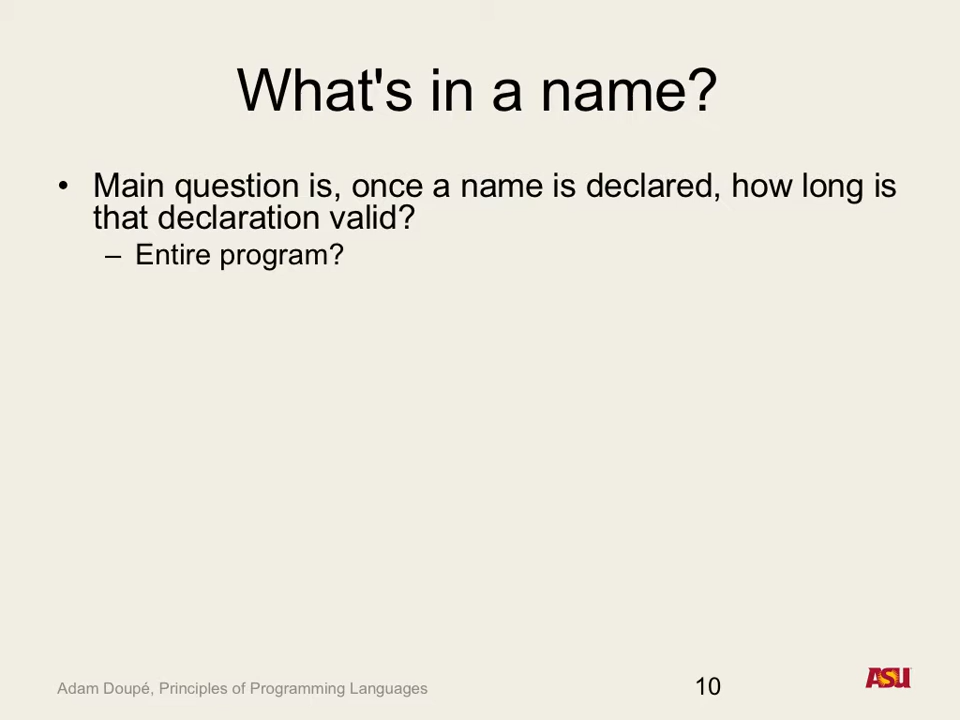 What's in a name?
• Main question is, once a name is declared, how long is
that declaration valid?
– Entire program?
Adam Doupé, Principles of Programming Languages
10
ASU